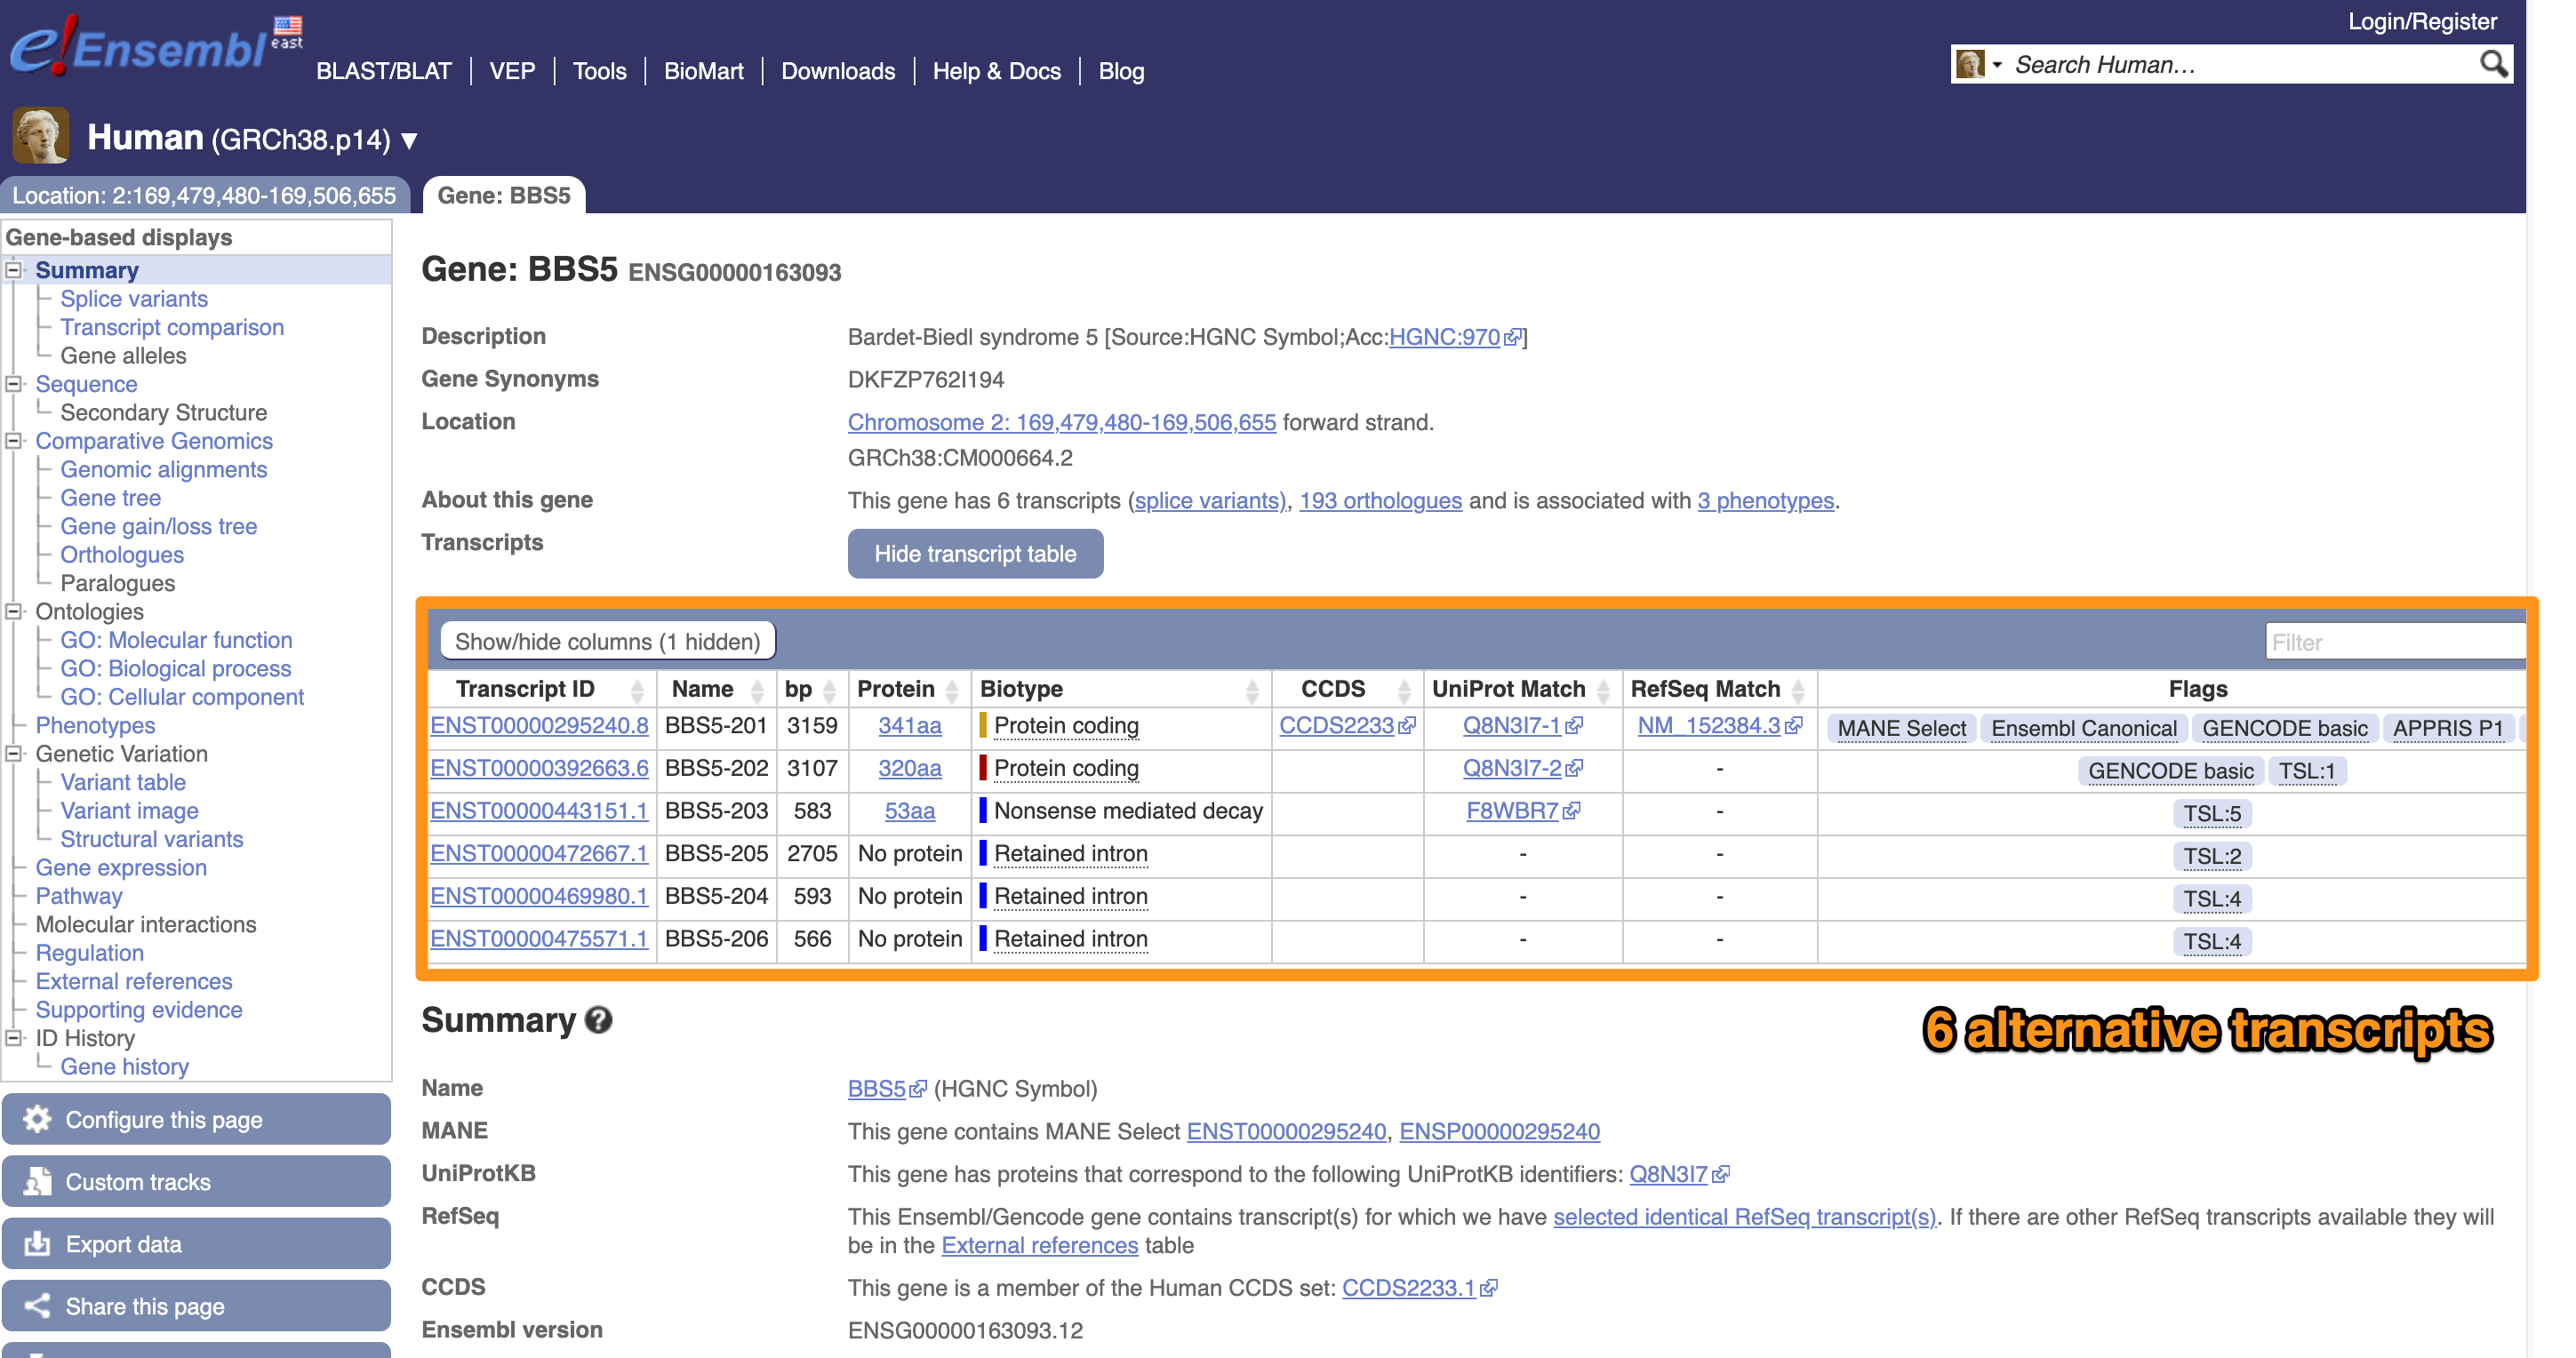 Login/Register
e!Ensembl east
BLAST/BLAT | VEP | Tools | BioMart | Downloads | Help & Docs | Blog
Search Human…
Human (GRCh38.p14) ▼
Location: 2:169,479,480-169,506,655
Gene: BBS5
Gene-based displays
Summary
Splice variants
Transcript comparison
Gene alleles
Sequence
Secondary Structure
Comparative Genomics
Genomic alignments
Gene tree
Gene gain/loss tree
Orthologues
Paralogues
Ontologies
GO: Molecular function
GO: Biological process
GO: Cellular component
Phenotypes
Genetic Variation
Variant table
Variant image
Structural variants
Gene expression
Pathway
Molecular interactions
Regulation
External references
Supporting evidence
ID History
Gene history
Configure this page
Custom tracks
Export data
Share this page
Gene: BBS5 ENSG00000163093
Description Bardet-Biedl syndrome 5 [Source:HGNC Symbol;Acc:HGNC:970]
Gene Synonyms DKFZP762I194
Location Chromosome 2: 169,479,480-169,506,655 forward strand.
GRCh38:CM000664.2
About this gene This gene has 6 transcripts (splice variants), 193 orthologues and is associated with 3 phenotypes.
Transcripts Hide transcript table
Show/hide columns (1 hidden) Filter
Transcript ID Name bp Protein Biotype CCDS UniProt Match RefSeq Match Flags
ENST00000295240.8 BBS5-201 3159 341aa Protein coding CCDS2233 Q8N3I7-1 NM_152384.3 MANE Select Ensembl Canonical GENCODE basic APPRIS P1
ENST00000392663.6 BBS5-202 3107 320aa Protein coding Q8N3I7-2 - GENCODE basic TSL:1
ENST00000443151.1 BBS5-203 583 53aa Nonsense mediated decay F8WBR7 - TSL:5
ENST00000472667.1 BBS5-205 2705 No protein Retained intron - - TSL:2
ENST00000469980.1 BBS5-204 593 No protein Retained intron - - TSL:4
ENST00000475571.1 BBS5-206 566 No protein Retained intron - - TSL:4
Summary ?
6 alternative transcripts
Name BBS5 (HGNC Symbol)
MANE This gene contains MANE Select ENST00000295240, ENSP00000295240
UniProtKB This gene has proteins that correspond to the following UniProtKB identifiers: Q8N3I7
RefSeq This Ensembl/Gencode gene contains transcript(s) for which we have selected identical RefSeq transcript(s). If there are other RefSeq transcripts available they will
be in the External references table
CCDS This gene is a member of the Human CCDS set: CCDS2233.1
Ensembl version ENSG00000163093.12